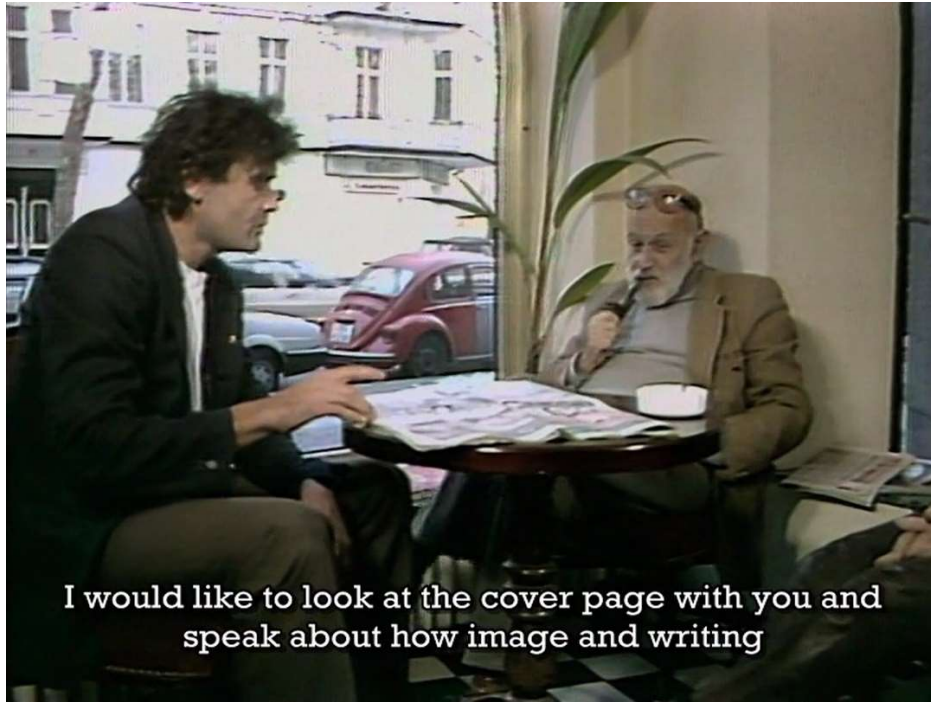 I would like to look at the cover page with you and
speak about how image and writing